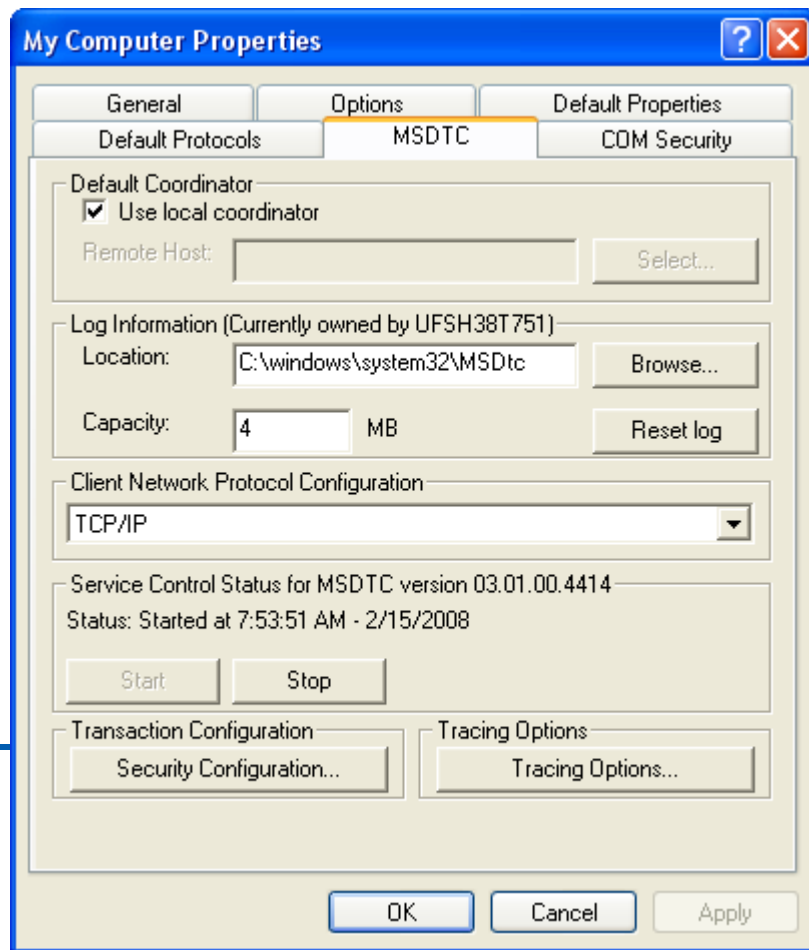 My Computer Properties
General Options Default Properties
Default Protocols MSDTC COM Security
Default Coordinator
Use local coordinator
Remote Host: Select...
Log Information (Currently owned by UFSH38T751)
Location: C:\windows\system32\MSDtc Browse...
Capacity: 4 MB Reset log
Client Network Protocol Configuration
TCP/IP
Service Control Status for MSDTC version 03.01.00.4414
Status: Started at 7:53:51 AM - 2/15/2008
Start Stop
Transaction Configuration Tracing Options
Security Configuration... Tracing Options...
OK Cancel Apply